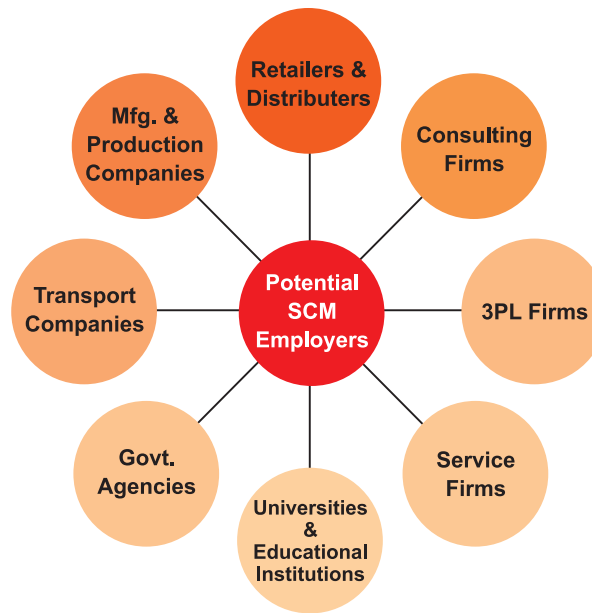 Retailers &
Distributers
Consulting
Firms
3PL Firms
Service
Firms
Universities
&
Educational
Institutions
Govt.
Agencies
Transport
Companies
Mfg. &
Production
Companies
Potential
SCM
Employers